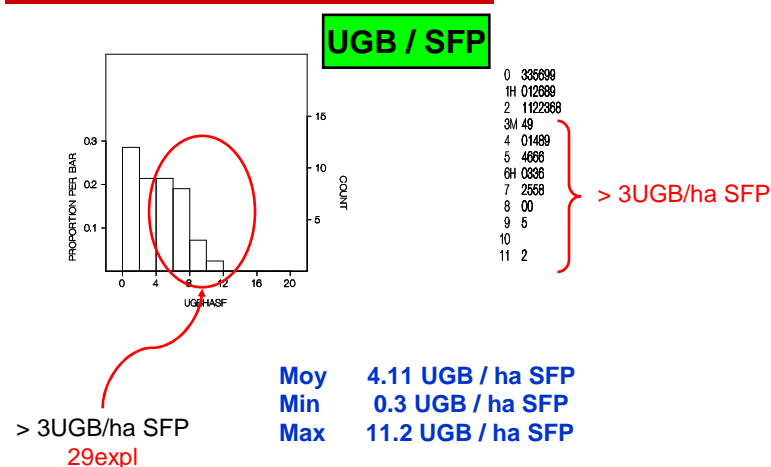 UGB / SFP
0.3
0.2
0.1
PROPORTION PER BAR
15
10
5
COUNT
0 4 8 12 16 20
UGBHASF
0 335699
1H 012689
2 1122368
3M 49
4 01489
5 4666
6H 0336
7 2558
8 00
9 5
10
11 2
> 3UGB/ha SFP
> 3UGB/ha SFP
29expl
Moy 4.11 UGB / ha SFP
Min 0.3 UGB / ha SFP
Max 11.2 UGB / ha SFP